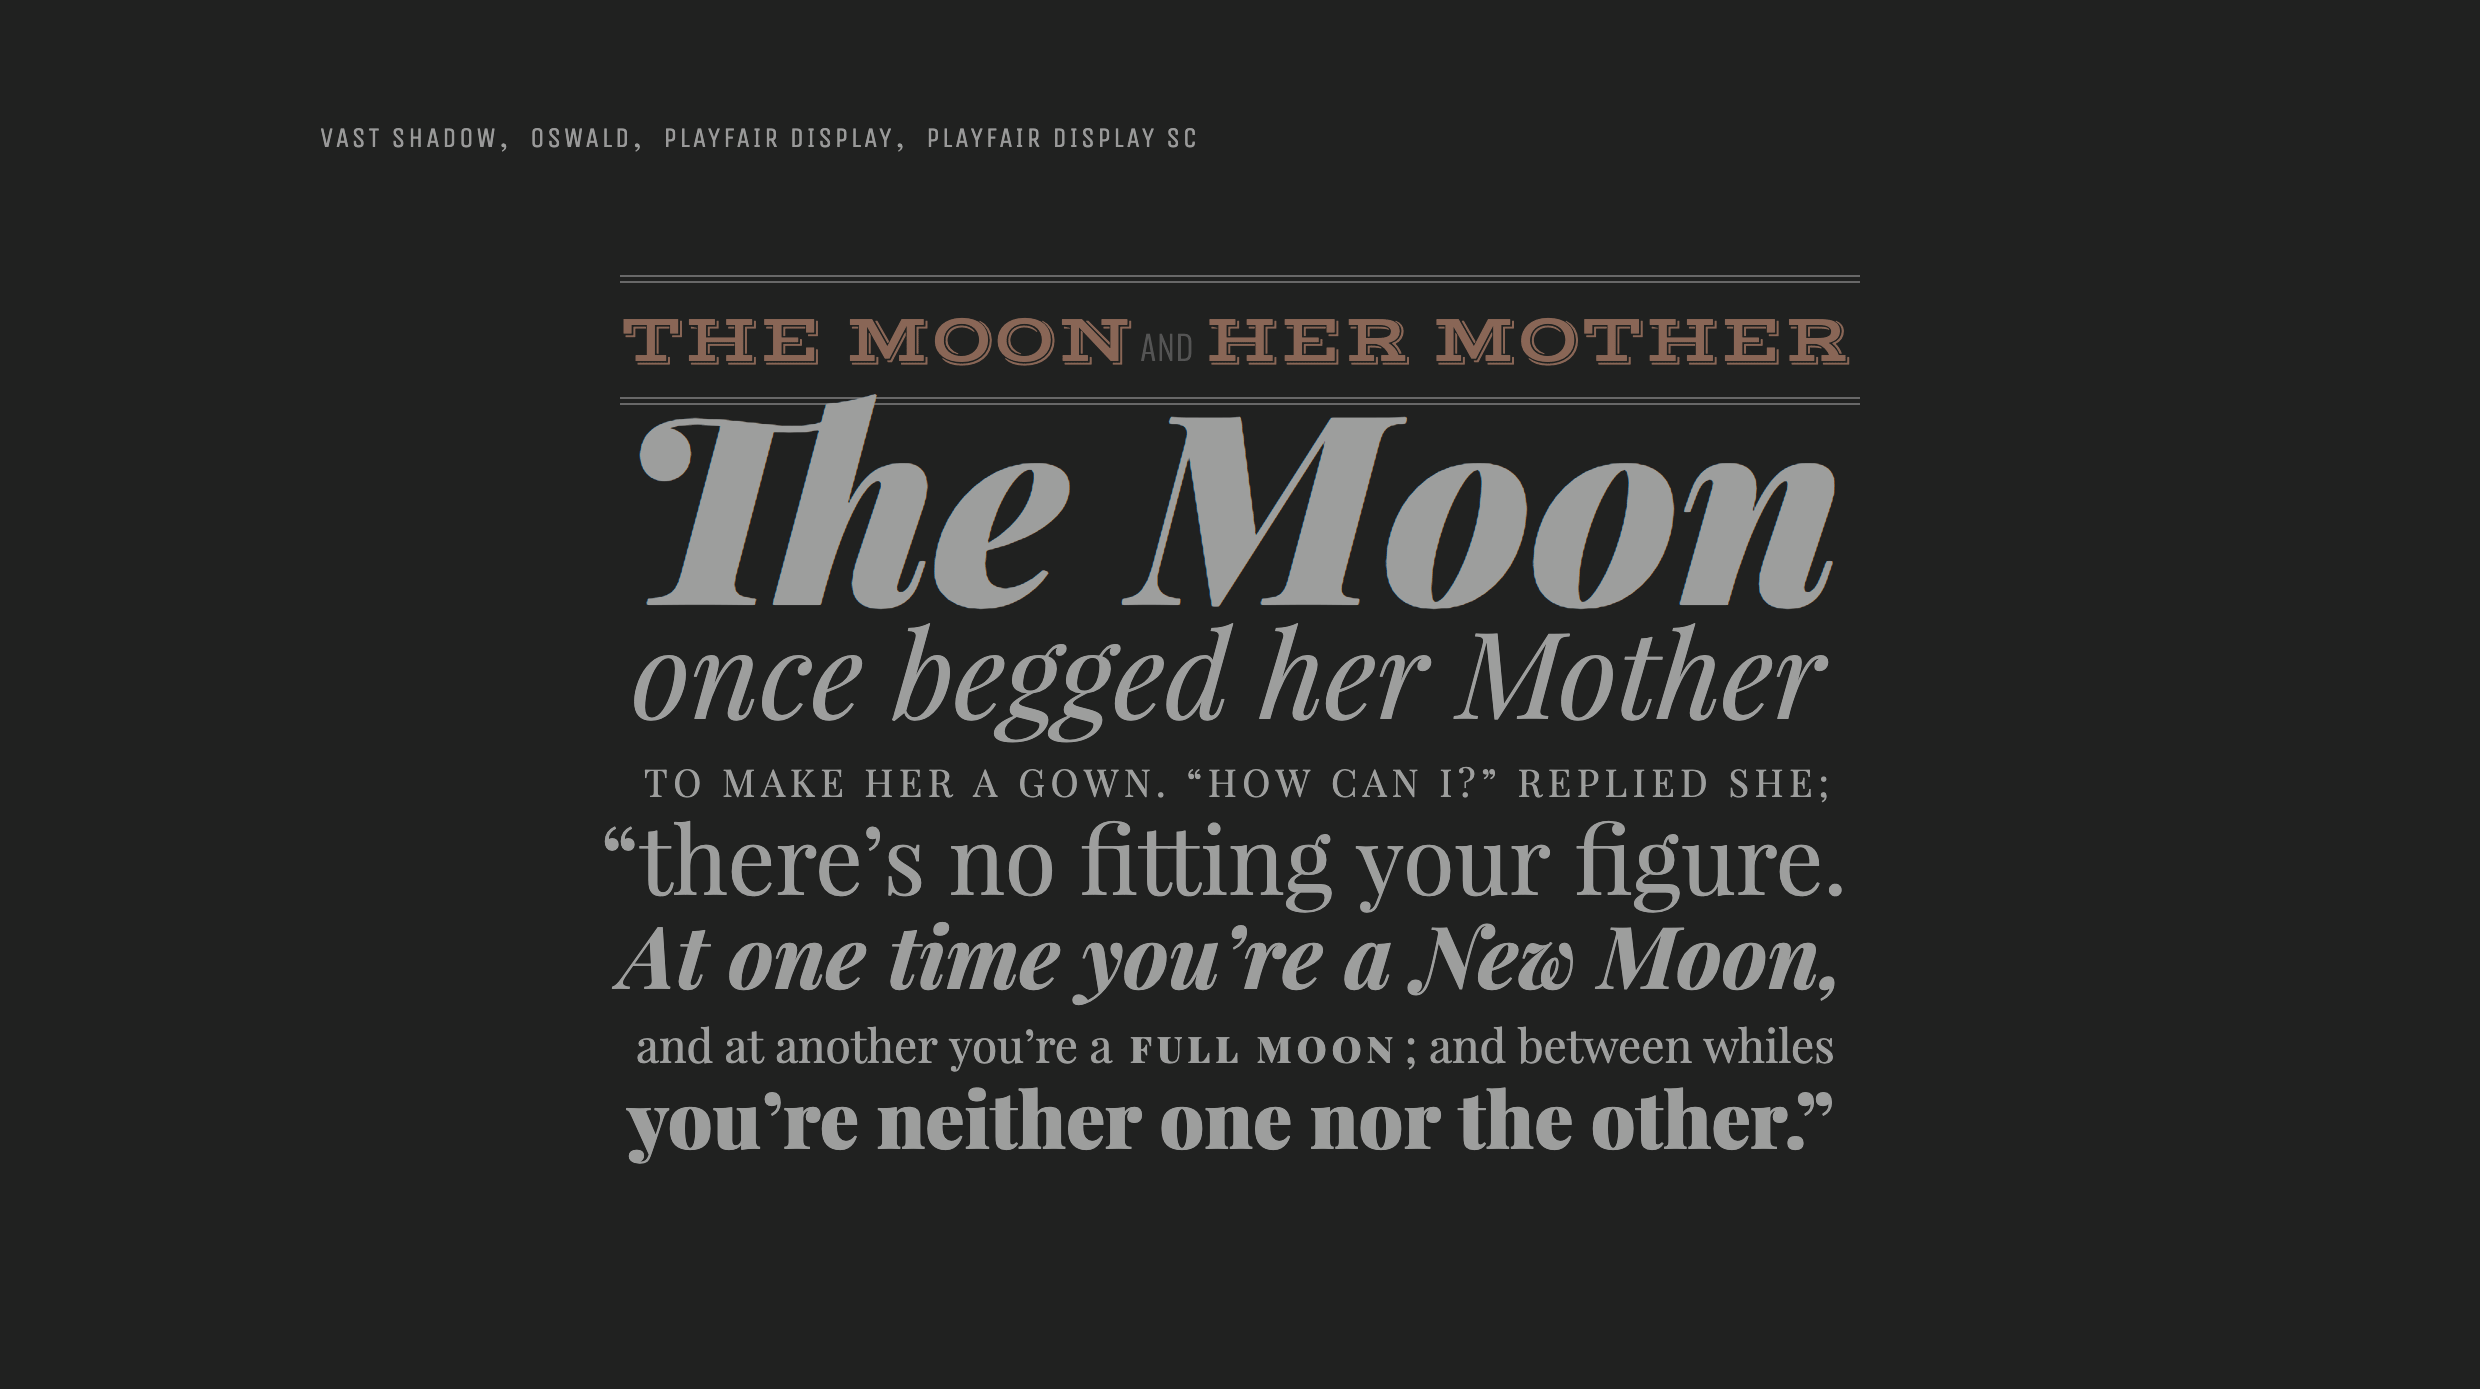 VAST SHADOW, OSWALD, PLAYFAIR DISPLAY, PLAYFAIR DISPLAY SC
THE MOON AND HER MOTHER
The Moon
once begged her Mother
TO MAKE HER A GOWN. “HOW CAN I?” REPLIED SHE;
“there’s no fitting your figure.
At one time you’re a New Moon,
and at another you’re a FULL MOON; and between whiles
you’re neither one nor the other.”